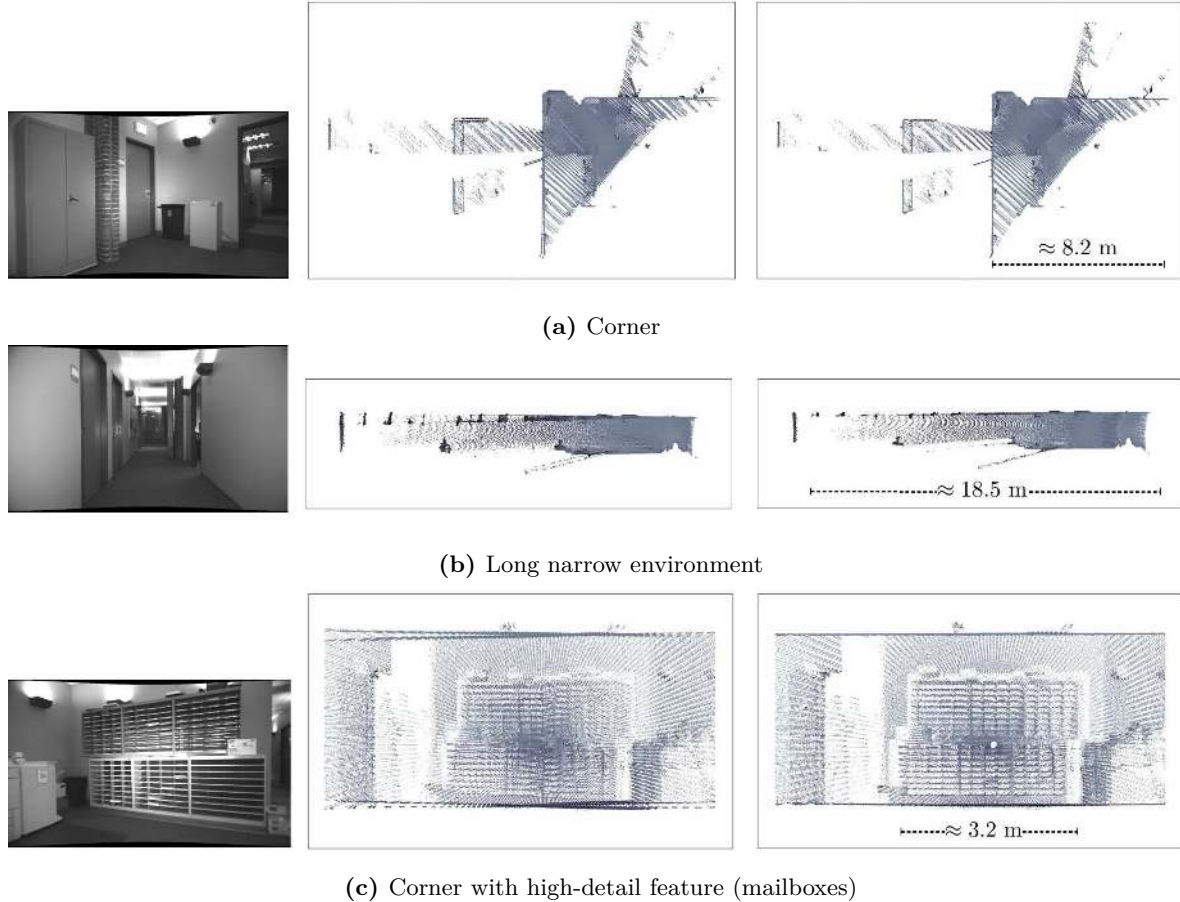 ≈ 8.2 m
(a) Corner
≈ 18.5 m
(b) Long narrow environment
≈ 3.2 m
(c) Corner with high-detail feature (mailboxes)